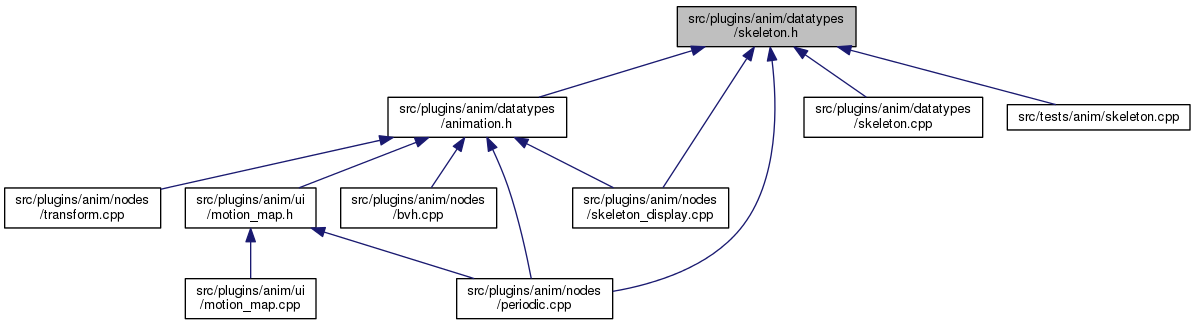 src/plugins/anim/datatypes
/skeleton.h
src/plugins/anim/datatypes
/animation.h
src/plugins/anim/datatypes
/skeleton.cpp
src/tests/anim/skeleton.cpp
src/plugins/anim/nodes
/transform.cpp
src/plugins/anim/ui
/motion_map.h
src/plugins/anim/nodes
/bvh.cpp
src/plugins/anim/nodes
/skeleton_display.cpp
src/plugins/anim/ui
/motion_map.cpp
src/plugins/anim/nodes
/periodic.cpp